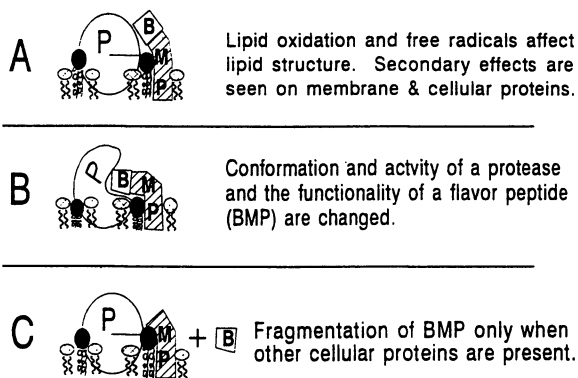 A
P
B
M
P
Lipid oxidation and free radicals affect
lipid structure. Secondary effects are
seen on membrane & cellular proteins.
B
P
B
M
P
Conformation and actvity of a protease
and the functionality of a flavor peptide
(BMP) are changed.
C
P
M
P
+ B
Fragmentation of BMP only when
other cellular proteins are present.